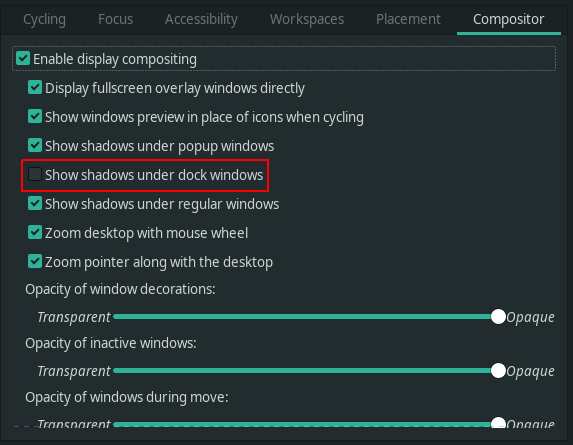 Cycling Focus Accessibility Workspaces Placement Compositor
Enable display compositing
Display fullscreen overlay windows directly
Show windows preview in place of icons when cycling
Show shadows under popup windows
Show shadows under dock windows
Show shadows under regular windows
Zoom desktop with mouse wheel
Zoom pointer along with the desktop
Opacity of window decorations:
Transparent Opaque
Opacity of inactive windows:
Transparent Opaque
Opacity of windows during move:
Transparent Opaque